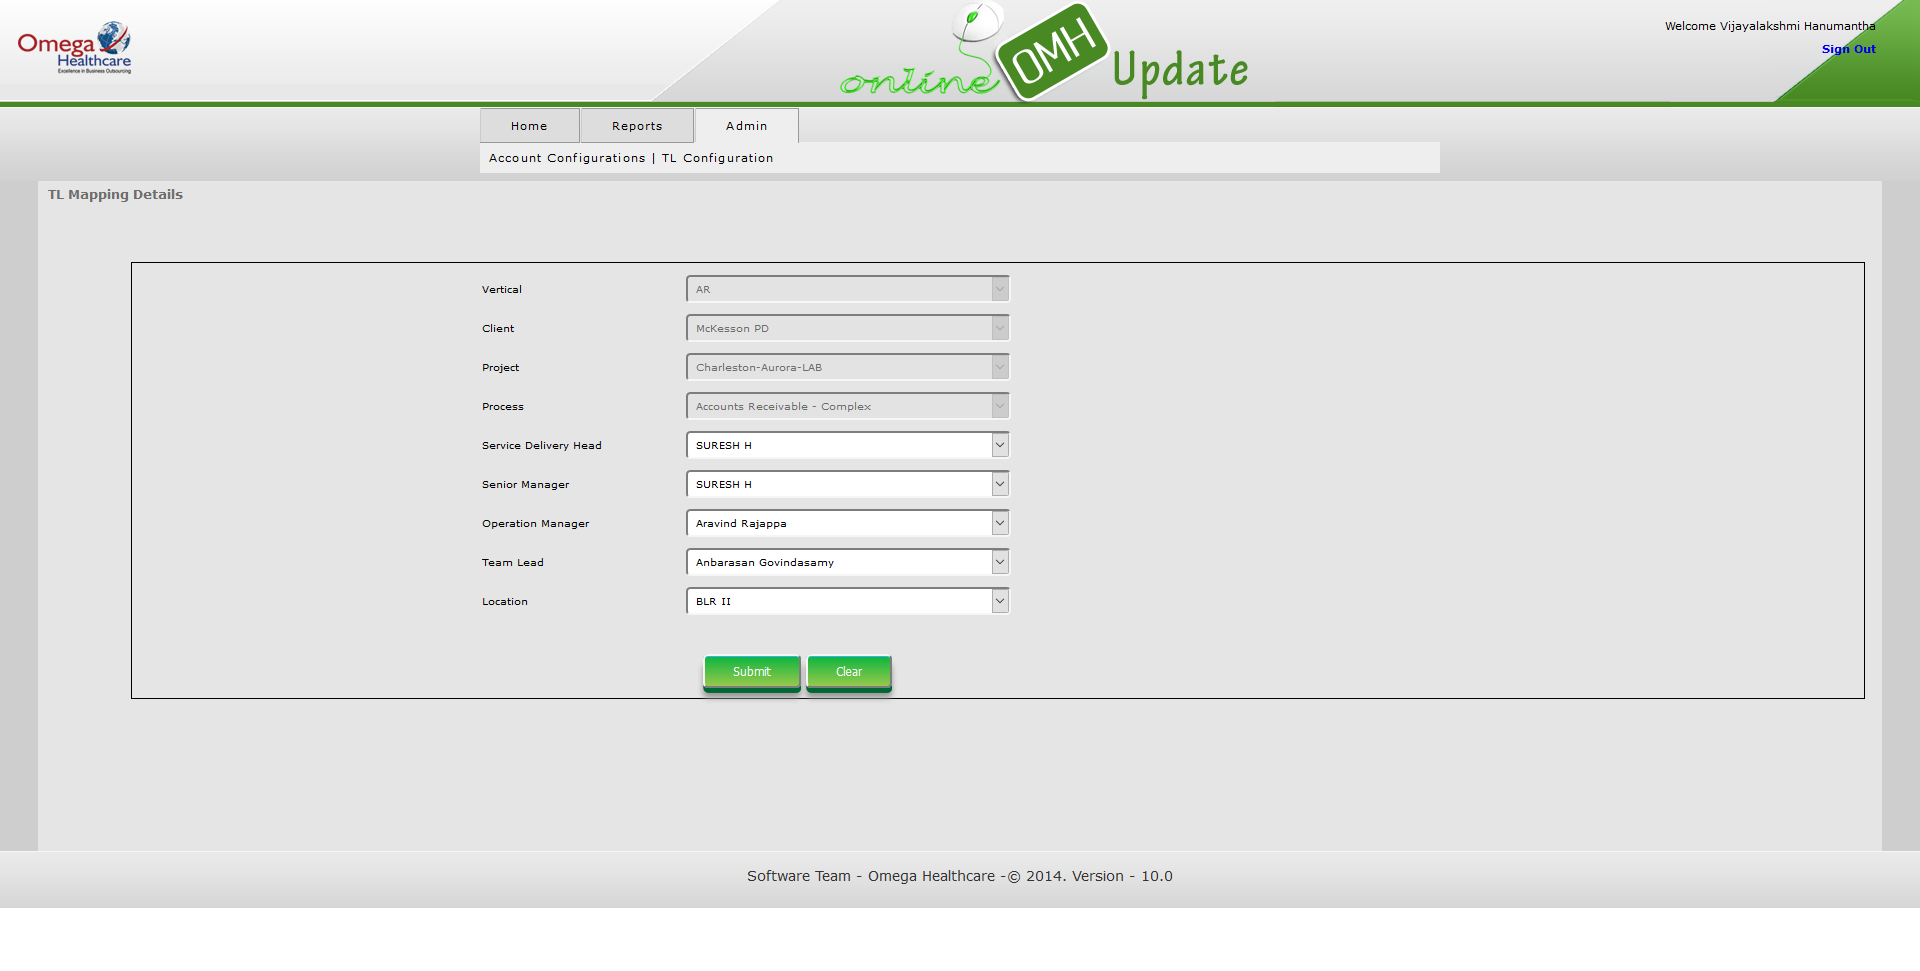 Omega
Healthcare
Excellence in Business Outsourcing
online OMH Update
Welcome Vijayalakshmi Hanumantha
Sign Out
Home Reports Admin
Account Configurations | TL Configuration
TL Mapping Details
Vertical AR
Client McKesson PD
Project Charleston-Aurora-LAB
Process Accounts Receivable - Complex
Service Delivery Head SURESH H
Senior Manager SURESH H
Operation Manager Aravind Rajappa
Team Lead Anbarasan Govindasamy
Location BLR II
Submit Clear
Software Team - Omega Healthcare -© 2014. Version - 10.0